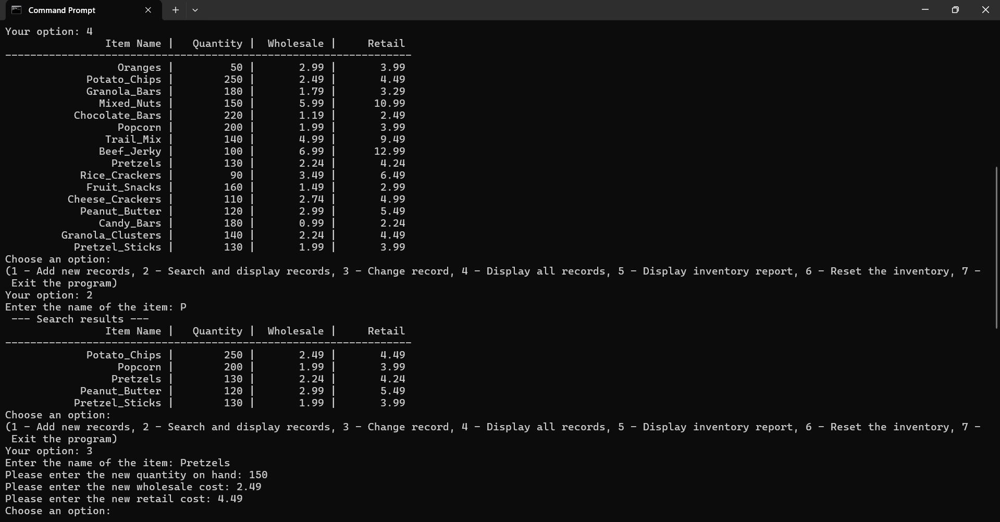 Command Prompt
Your option: 4
                Item Name |   Quantity |  Wholesale |     Retail
-----------------------------------------------------------------
                  Oranges |         50 |       2.99 |       3.99
             Potato_Chips |        250 |       2.49 |       4.49
             Granola_Bars |        180 |       1.79 |       3.29
               Mixed_Nuts |        150 |       5.99 |      10.99
           Chocolate_Bars |        220 |       1.19 |       2.49
                  Popcorn |        200 |       1.99 |       3.99
                Trail_Mix |        140 |       4.99 |       9.49
               Beef_Jerky |        100 |       6.99 |      12.99
                 Pretzels |        130 |       2.24 |       4.24
            Rice_Crackers |         90 |       3.49 |       6.49
             Fruit_Snacks |        160 |       1.49 |       2.99
          Cheese_Crackers |        110 |       2.74 |       4.99
            Peanut_Butter |        120 |       2.99 |       5.49
               Candy_Bars |        180 |       0.99 |       2.24
         Granola_Clusters |        140 |       2.24 |       4.49
           Pretzel_Sticks |        130 |       1.99 |       3.99
Choose an option:
(1 - Add new records, 2 - Search and display records, 3 - Change record, 4 - Display all records, 5 - Display inventory report, 6 - Reset the inventory, 7 -
 Exit the program)
Your option: 2
Enter the name of the item: P
 --- Search results ---
                Item Name |   Quantity |  Wholesale |     Retail
-----------------------------------------------------------------
             Potato_Chips |        250 |       2.49 |       4.49
                  Popcorn |        200 |       1.99 |       3.99
                 Pretzels |        130 |       2.24 |       4.24
            Peanut_Butter |        120 |       2.99 |       5.49
           Pretzel_Sticks |        130 |       1.99 |       3.99
Choose an option:
(1 - Add new records, 2 - Search and display records, 3 - Change record, 4 - Display all records, 5 - Display inventory report, 6 - Reset the inventory, 7 -
 Exit the program)
Your option: 3
Enter the name of the item: Pretzels
Please enter the new quantity on hand: 150
Please enter the new wholesale cost: 2.49
Please enter the new retail cost: 4.49
Choose an option: